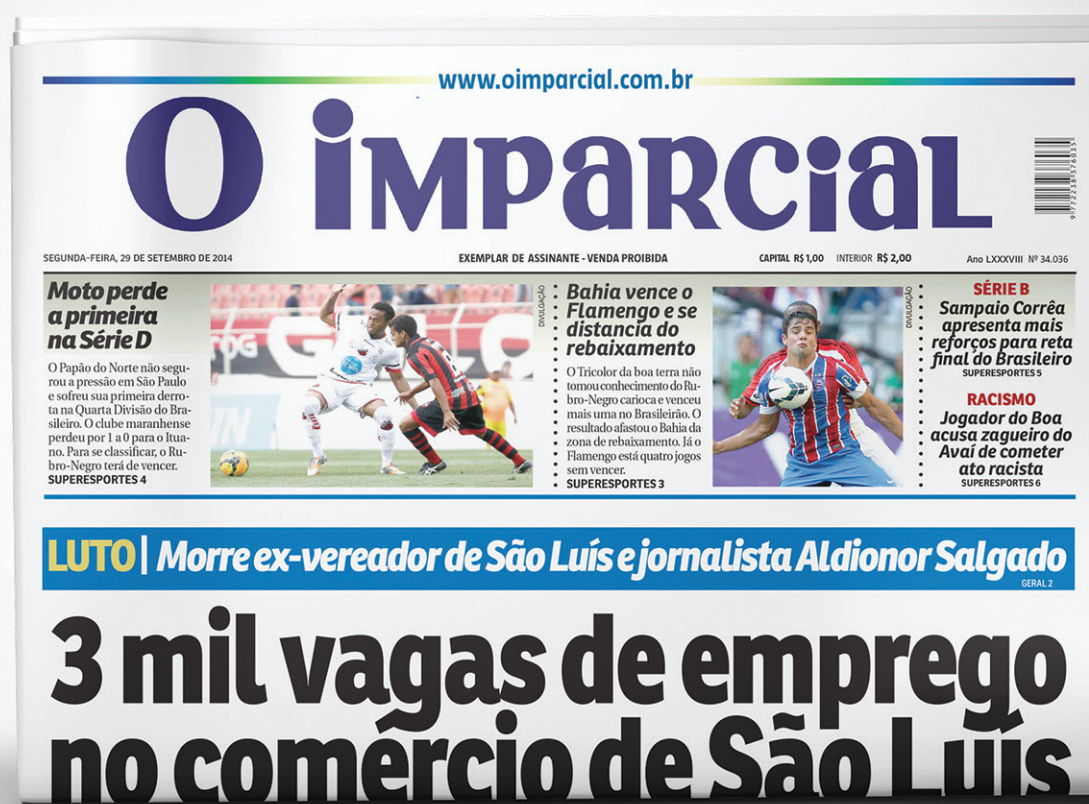 www.oimparcial.com.br
O IMPARCIAL
9 772238 576035
SEGUNDA-FEIRA, 29 DE SETEMBRO DE 2014
EXEMPLAR DE ASSINANTE - VENDA PROIBIDA
CAPITAL R$ 1,00 INTERIOR R$ 2,00
Ano LXXXVIII Nº 34.036
Moto perde
a primeira
na Série D
O Papão do Norte não segu-
rou a pressão em São Paulo
e sofreu sua primeira derro-
ta na Quarta Divisão do Bra-
sileiro. O clube maranhense
perdeu por 1 a 0 para o Itua-
no. Para se classificar, o Ru-
bro-Negro terá de vencer.
SUPERESPORTES 4
DIVULGAÇÃO
Bahia vence o
Flamengo e se
distancia do
rebaixamento
O Tricolor da boa terra não
tomou conhecimento do Ru-
bro-Negro carioca e venceu
mais uma no Brasileirão. O
resultado afastou o Bahia da
zona de rebaixamento. Já o
Flamengo está quatro jogos
sem vencer.
SUPERESPORTES 3
DIVULGAÇÃO
SÉRIE B
Sampaio Corrêa
apresenta mais
reforços para reta
final do Brasileiro
SUPERESPORTES 5
RACISMO
Jogador do Boa
acusa zagueiro do
Avaí de cometer
ato racista
SUPERESPORTES 6
LUTO | Morre ex-vereador de São Luís e jornalista Aldionor Salgado
GERAL 2
3 mil vagas de emprego
no comércio de São Luís